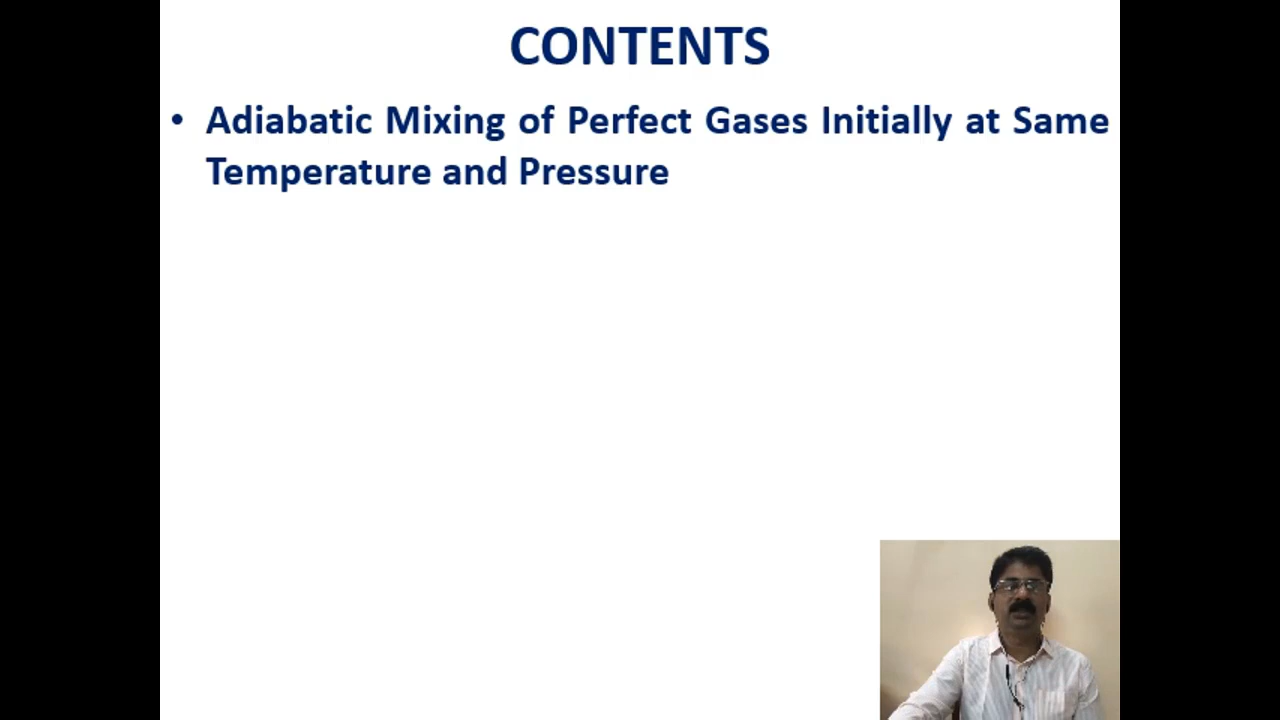 CONTENTS
• Adiabatic Mixing of Perfect Gases Initially at Same
Temperature and Pressure